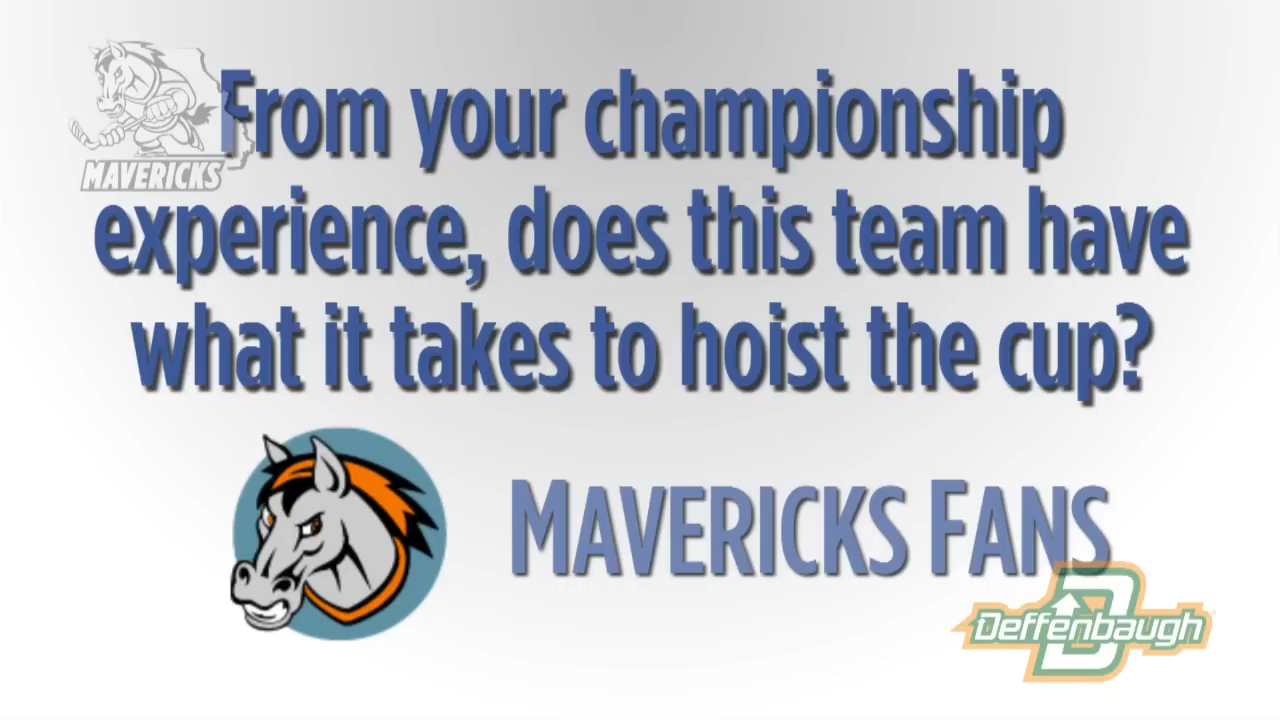 MAVERICKS
From your championship
experience, does this team have
what it takes to hoist the cup?
MAVERICKS FANS
Deffenbaugh